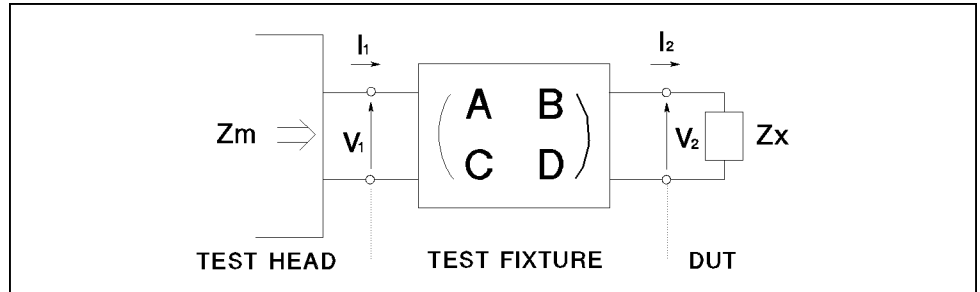 I1 I2
A B
Zm V1 V2 Zx
C D
TEST HEAD TEST FIXTURE DUT